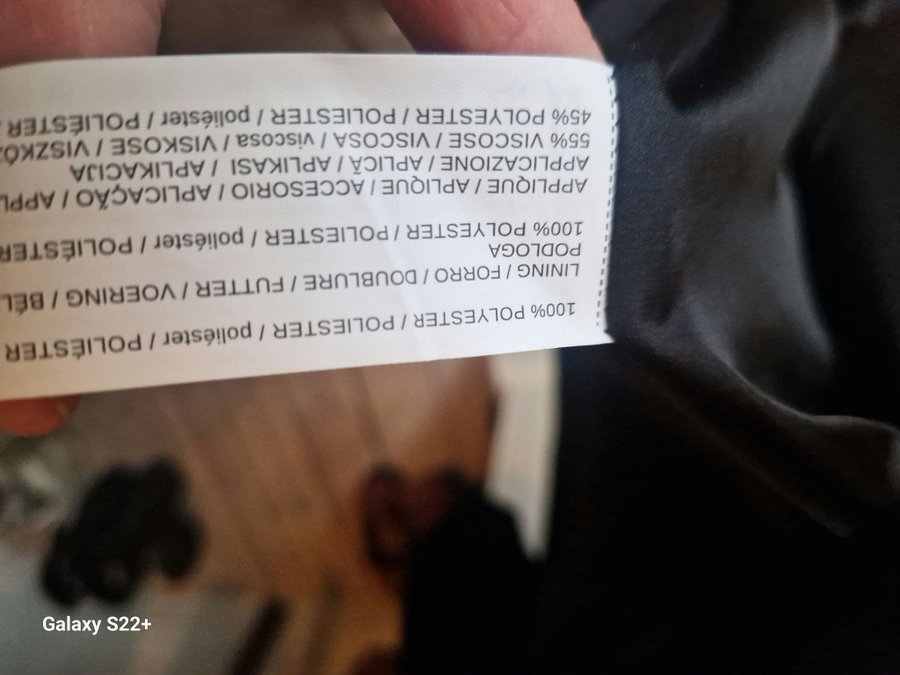 100% POLYESTER / POLIESTER / poliéster / POLIÉSTER
LINING / FORRO / DOUBLURE / FUTTER / VOERING / BÉL
PODLOGA
100% POLYESTER / POLIESTER / poliéster / POLIÉSTER
APPLIQUE / APLIQUE / ACCESORIO / APLICAÇÃO / APPL
APPLICAZIONE / APLICĂ / APLIKASI / APLIKACIJA
55% VISCOSE / VISCOSA / viscosa / VISKOSE / VISZKÓZ
45% POLYESTER / POLIESTER / poliéster / POLIÉSTER /
Galaxy S22+